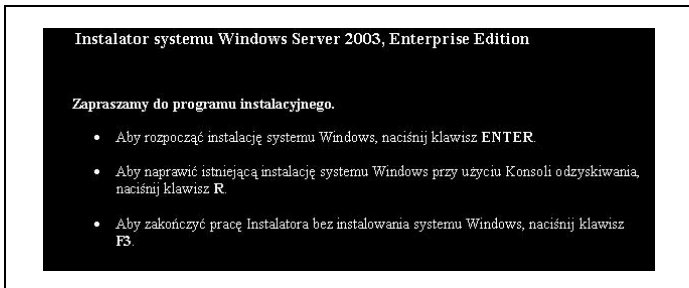 Instalator systemu Windows Server 2003, Enterprise Edition
Zapraszamy do programu instalacyjnego.
• Aby rozpocząć instalację systemu Windows, naciśnij klawisz ENTER.
• Aby naprawić istniejącą instalację systemu Windows przy użyciu Konsoli odzyskiwania,
naciśnij klawisz R.
• Aby zakończyć pracę Instalatora bez instalowania systemu Windows, naciśnij klawisz
F3.